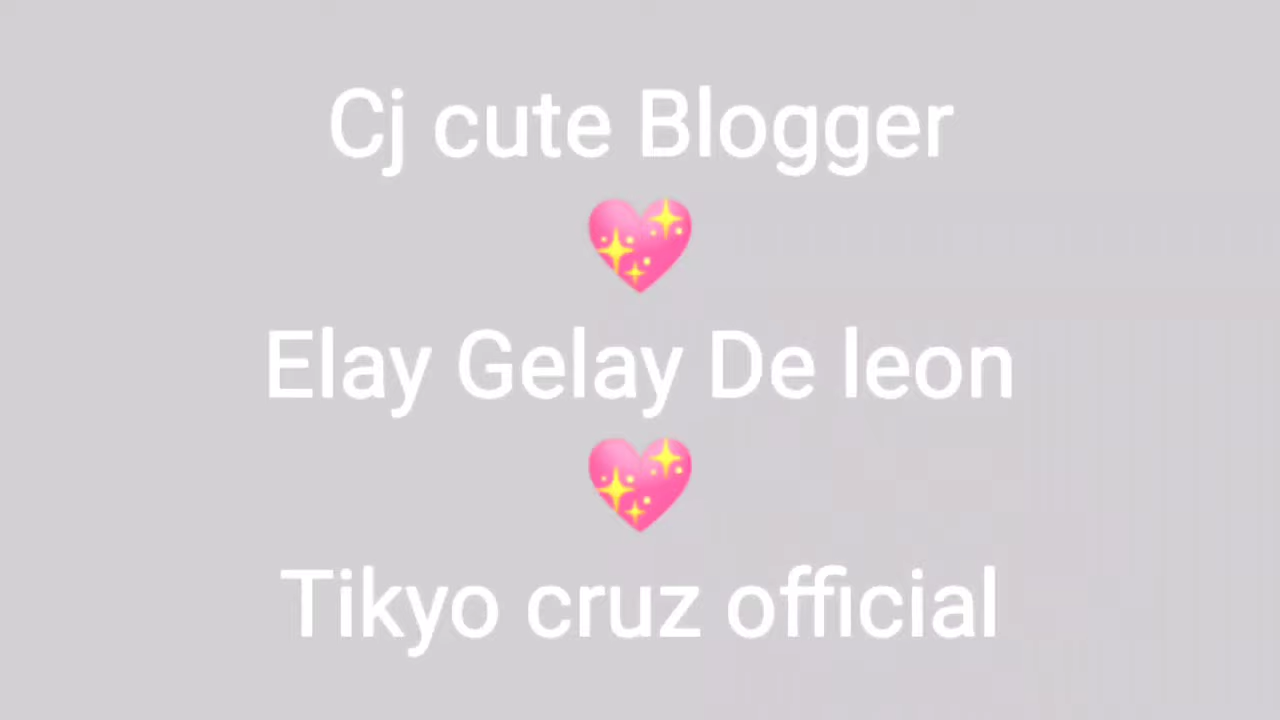 Cj cute Blogger
💖
Elay Gelay De leon
💖
Tikyo cruz official